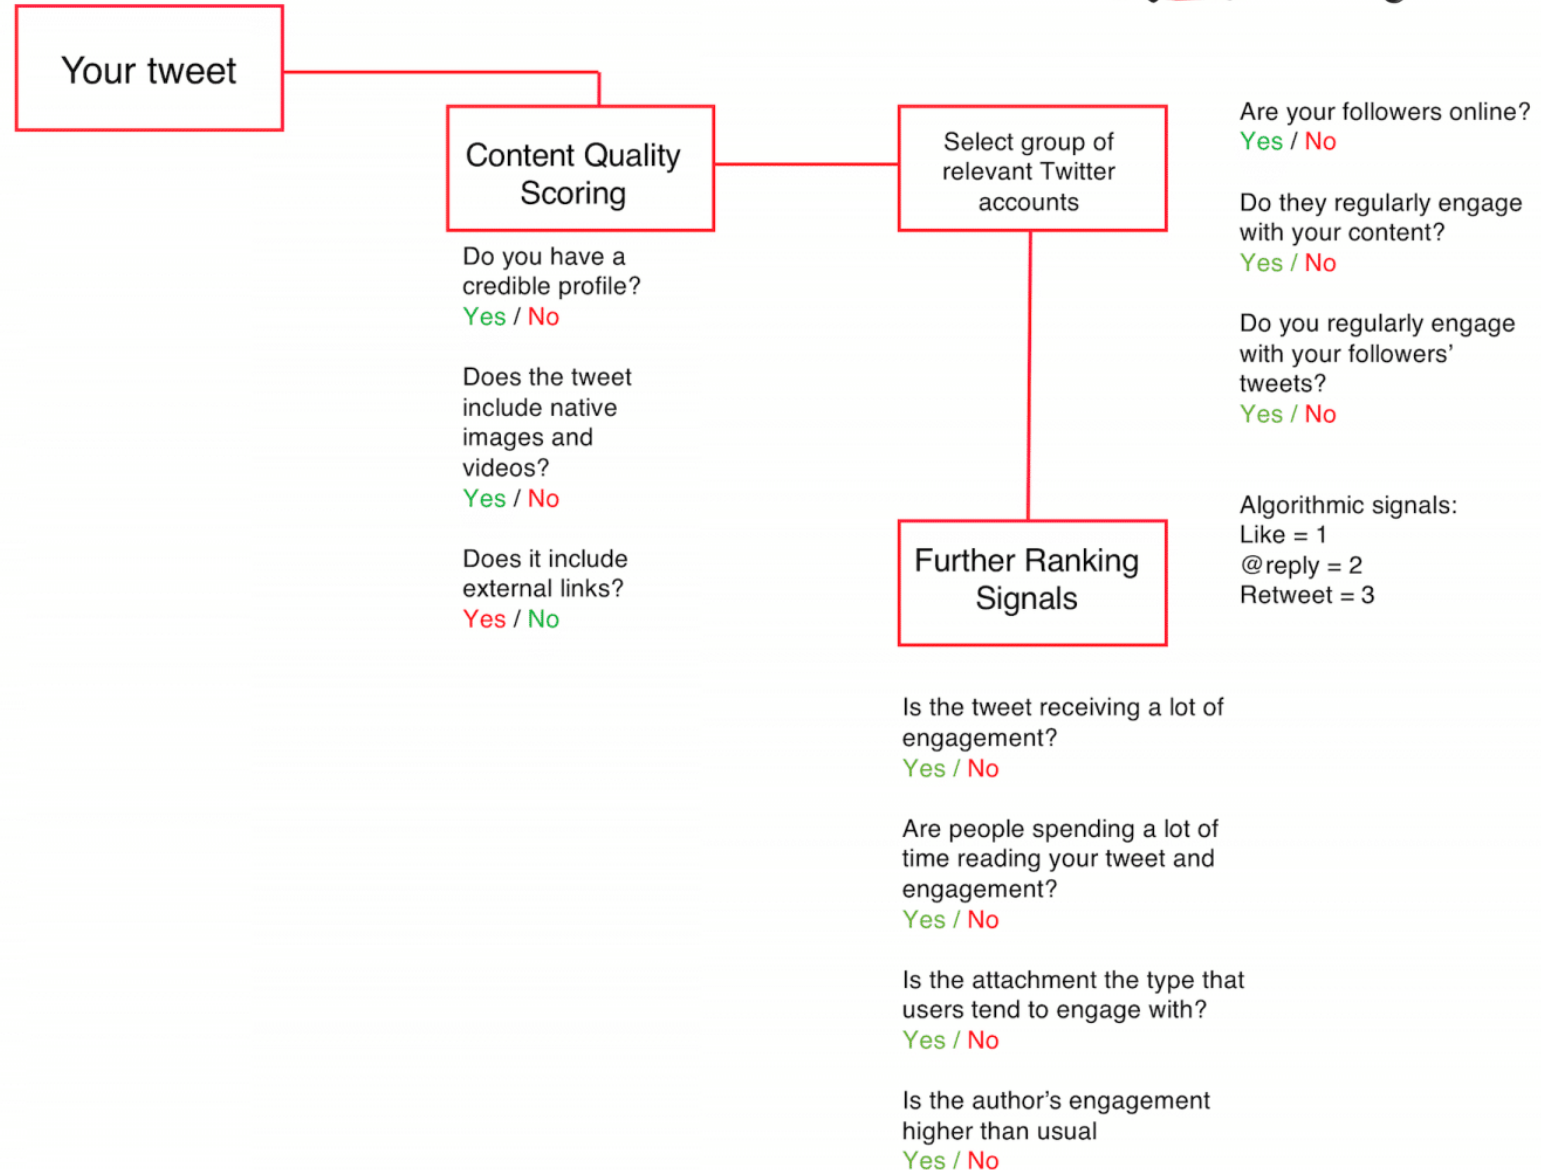 Your tweet
Content Quality
Scoring
Do you have a
credible profile?
Yes / No
Does the tweet
include native
images and
videos?
Yes / No
Does it include
external links?
Yes / No
Select group of
relevant Twitter
accounts
Are your followers online?
Yes / No
Do they regularly engage
with your content?
Yes / No
Do you regularly engage
with your followers’
tweets?
Yes / No
Algorithmic signals:
Like = 1
@reply = 2
Retweet = 3
Further Ranking
Signals
Is the tweet receiving a lot of
engagement?
Yes / No
Are people spending a lot of
time reading your tweet and
engagement?
Yes / No
Is the attachment the type that
users tend to engage with?
Yes / No
Is the author’s engagement
higher than usual
Yes / No